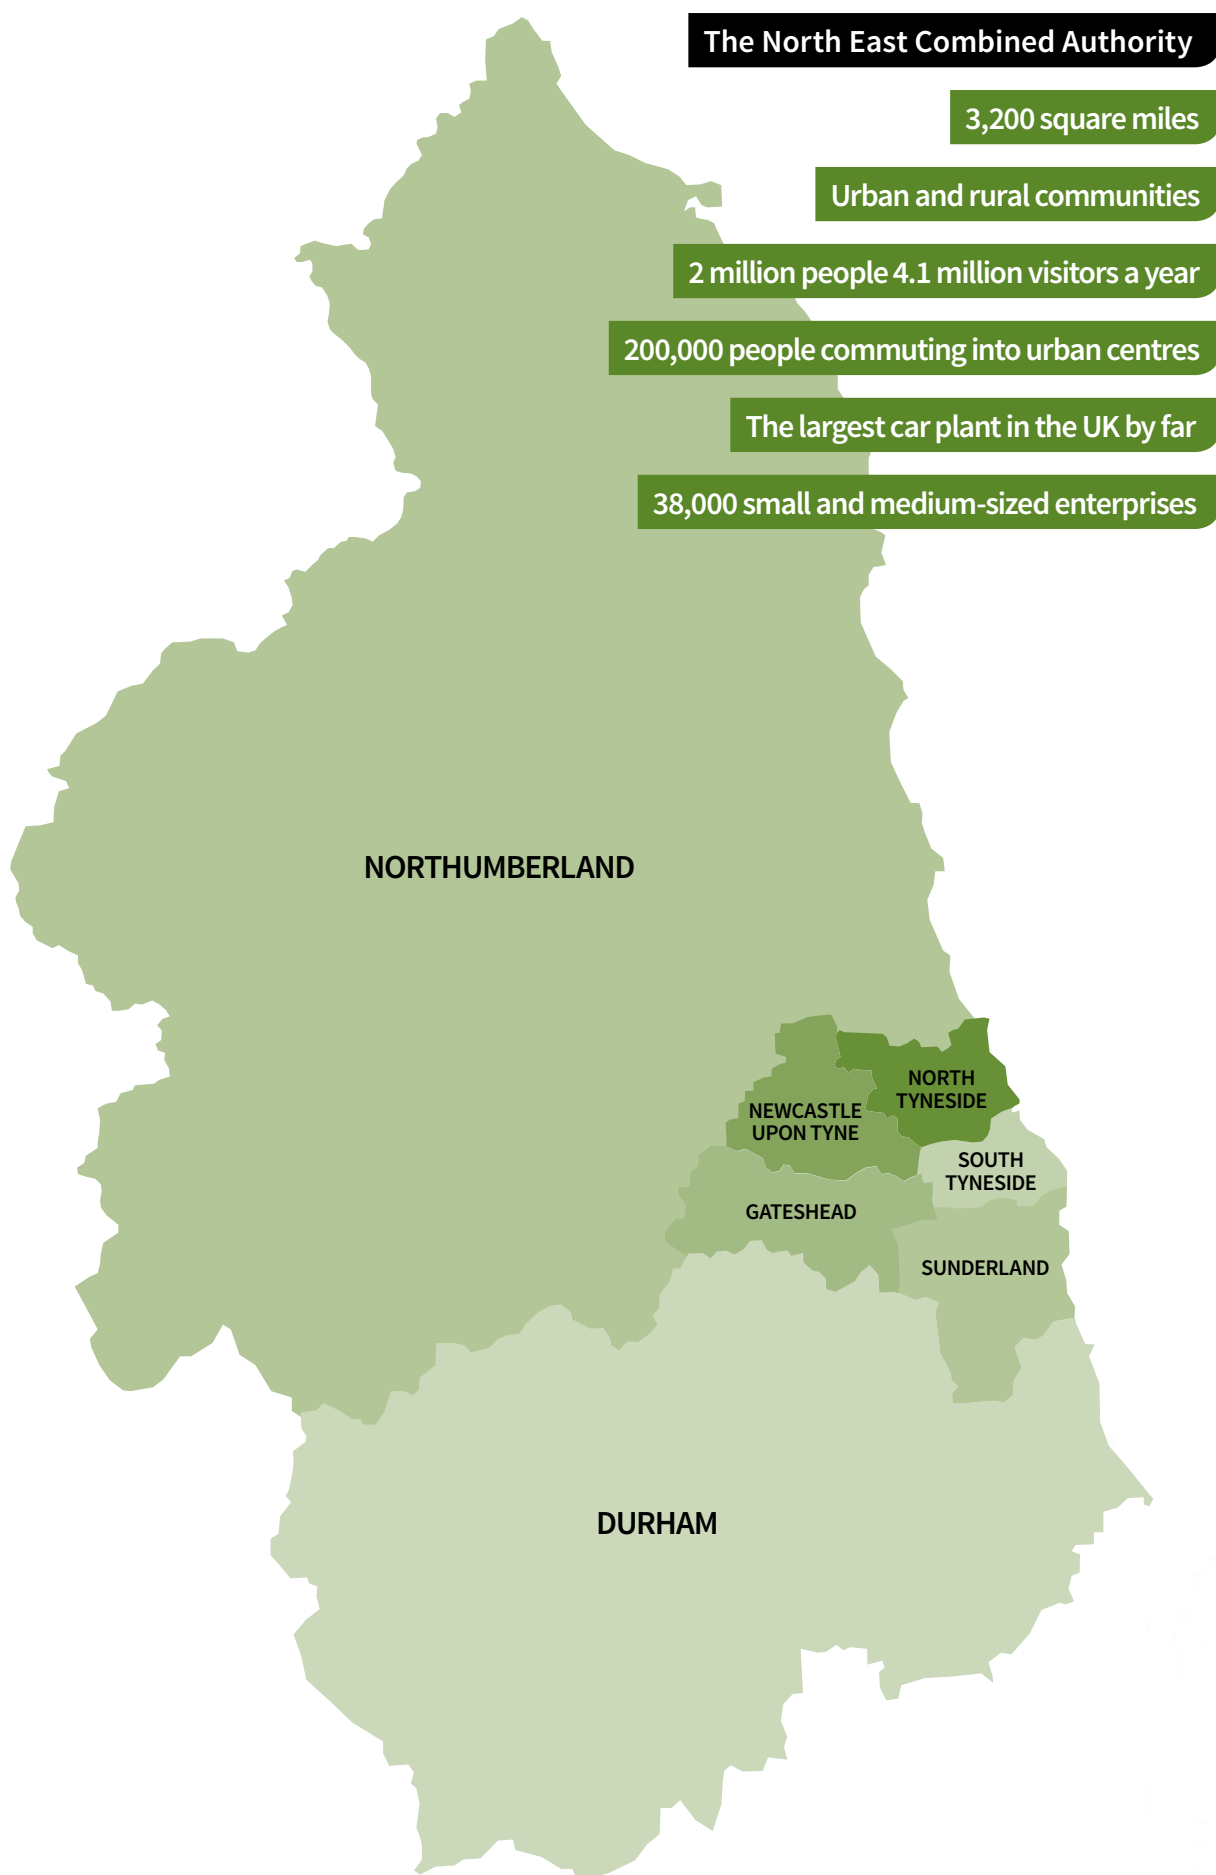 The North East Combined Authority
3,200 square miles
Urban and rural communities
2 million people 4.1 million visitors a year
200,000 people commuting into urban centres
The largest car plant in the UK by far
38,000 small and medium-sized enterprises
NORTHUMBERLAND
NORTH
TYNESIDE
NEWCASTLE
UPON TYNE
SOUTH
TYNESIDE
GATESHEAD
SUNDERLAND
DURHAM